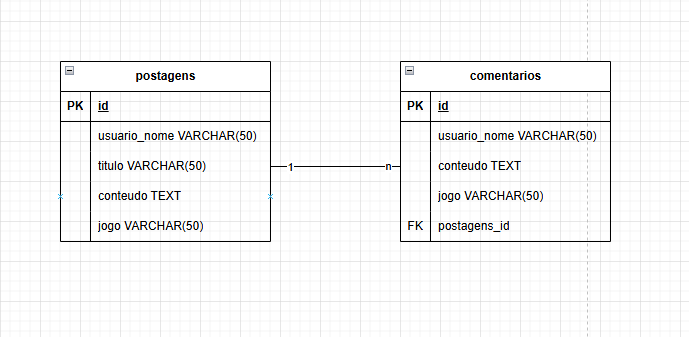 postagens
PK id
usuario_nome VARCHAR(50)
titulo VARCHAR(50)
conteudo TEXT
jogo VARCHAR(50)
1 n
comentarios
PK id
usuario_nome VARCHAR(50)
conteudo TEXT
jogo VARCHAR(50)
FK postagens_id